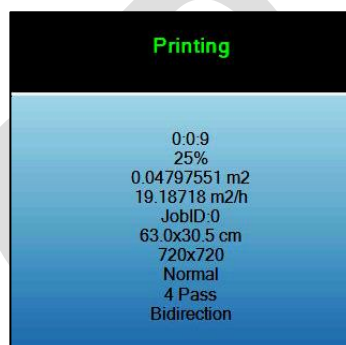 Printing
0:0:9
25%
0.04797551 m2
19.18718 m2/h
JobID:0
63.0x30.5 cm
720x720
Normal
4 Pass
Bidirection